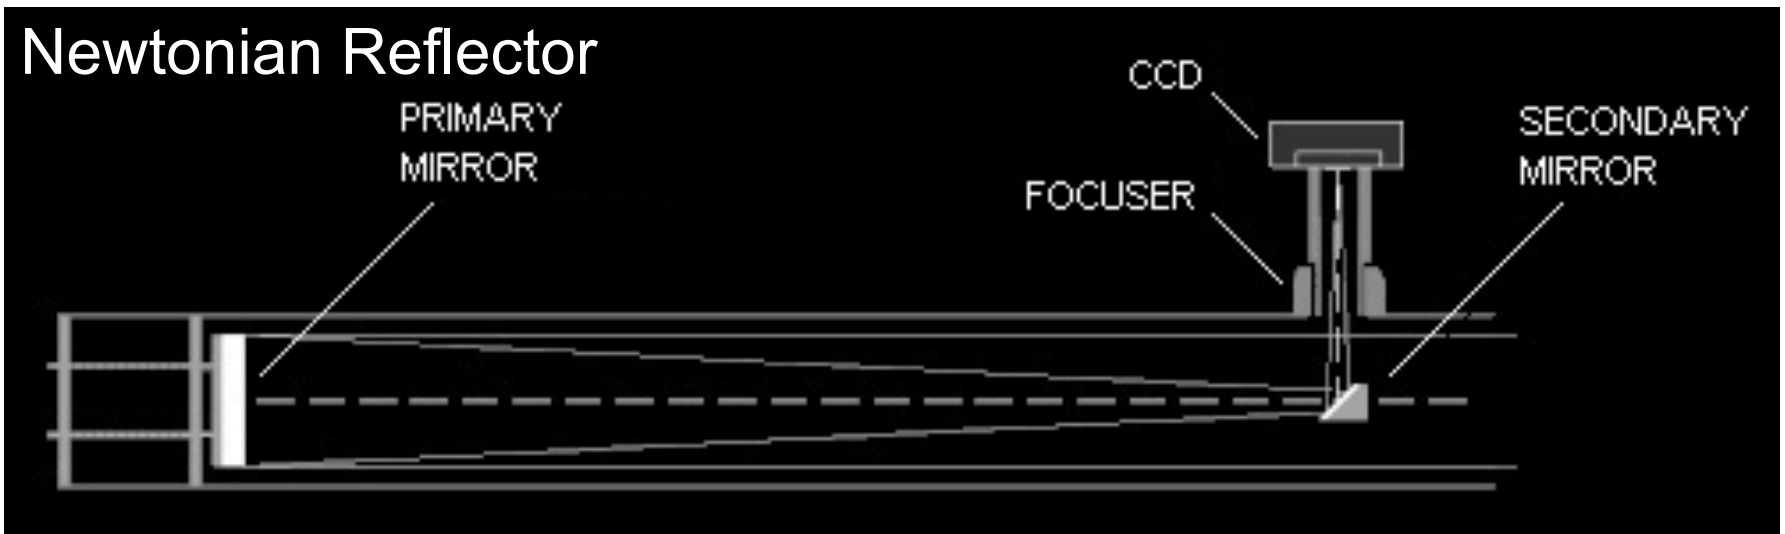 Newtonian Reflector
PRIMARY
MIRROR
CCD
FOCUSER
SECONDARY
MIRROR